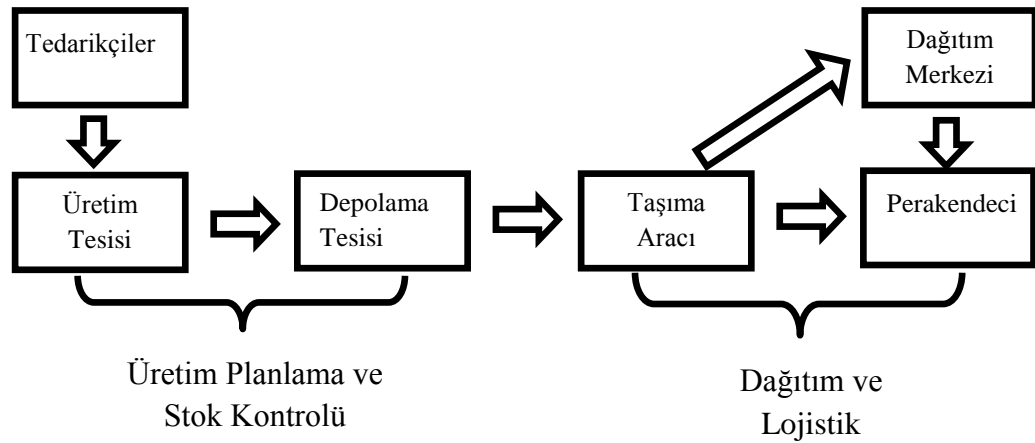 Tedarikçiler
Dağıtım
Merkezi
Üretim
Tesisi
Depolama
Tesisi
Taşıma
Aracı
Perakendeci
Üretim Planlama ve
Stok Kontrolü
Dağıtım ve
Lojistik